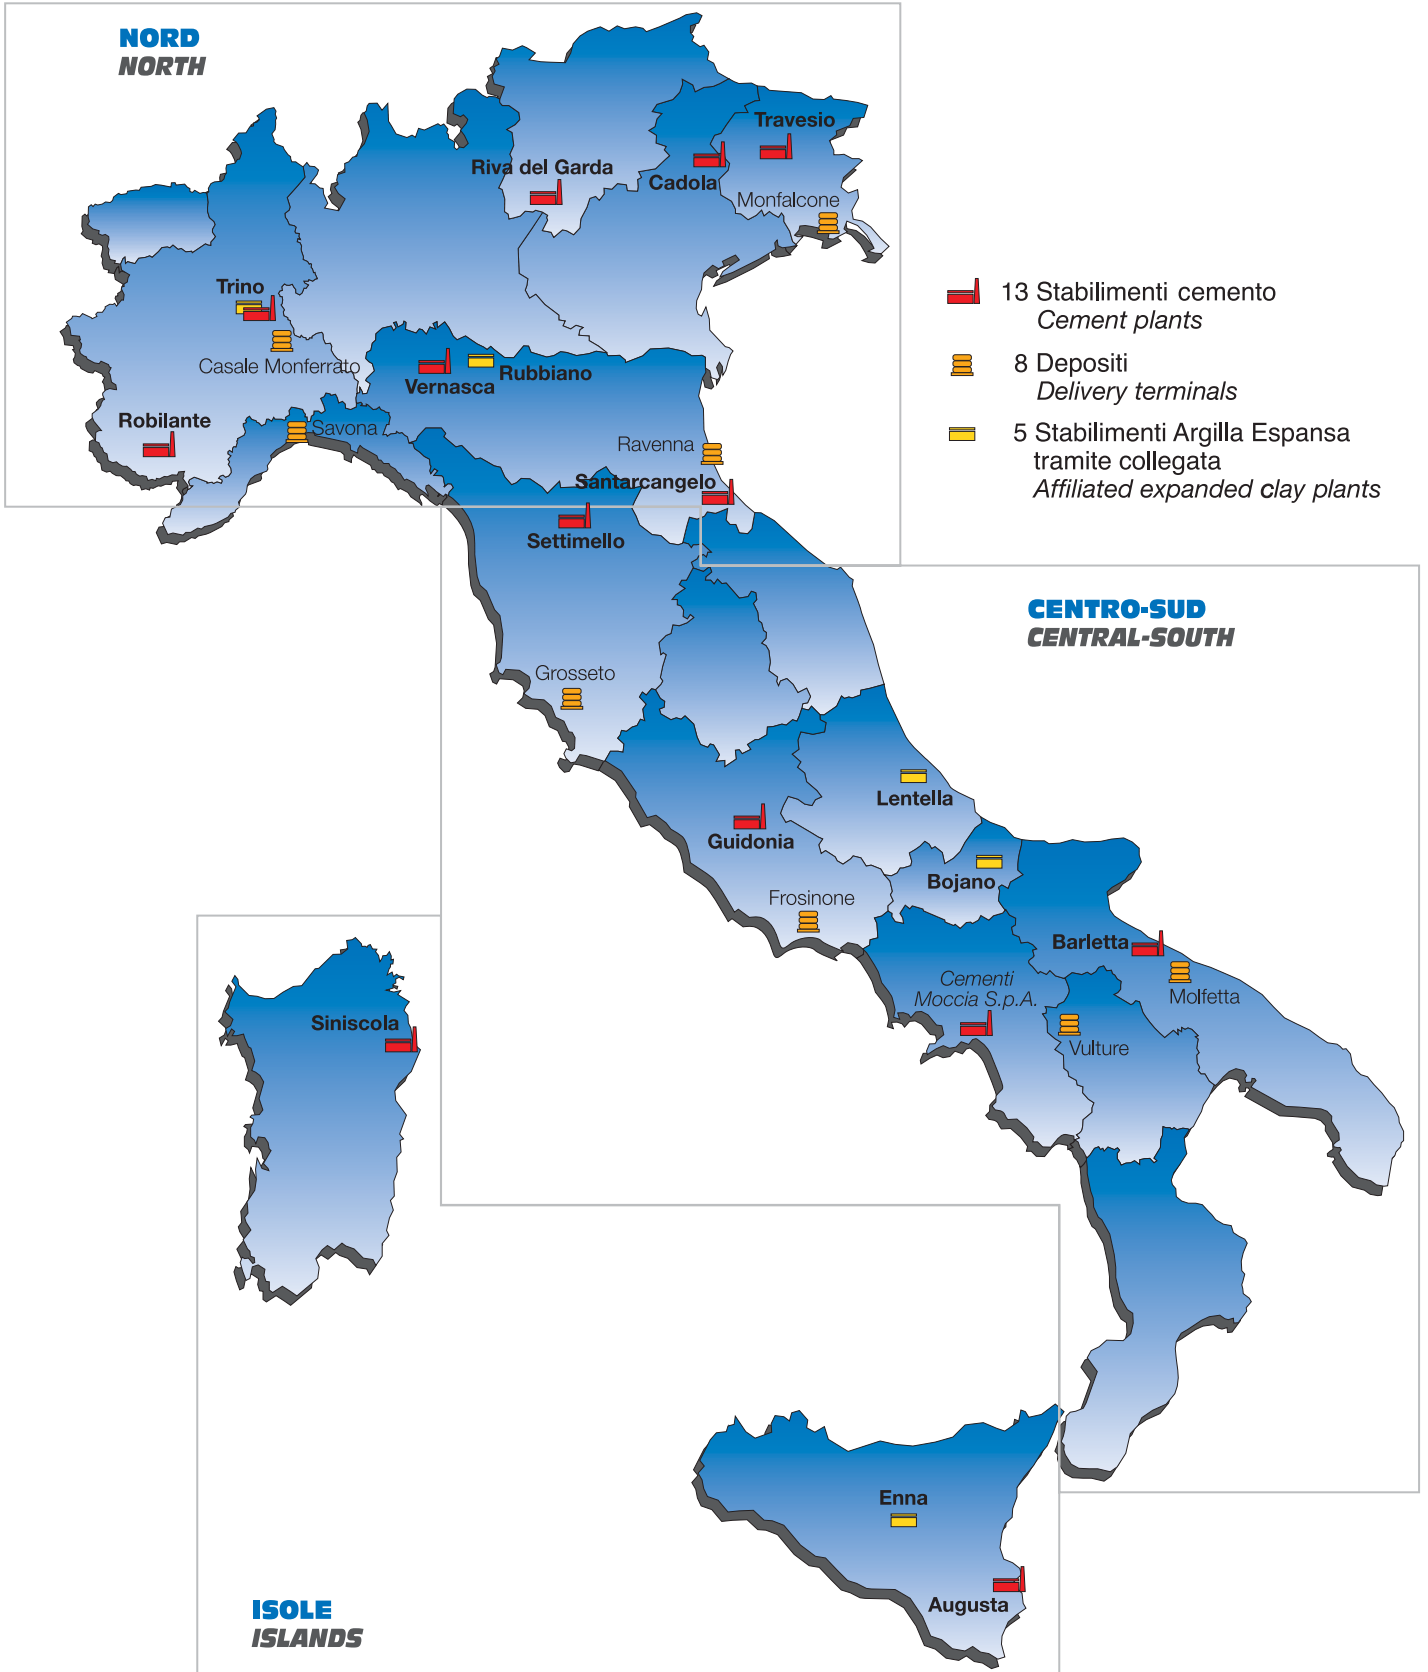 NORD
NORTH
Travesio
Riva del Garda
Cadola
Monfalcone
Trino
Casale Monferrato
Vernasca
Rubbiano
Robilante
Savona
Ravenna
Santarcangelo
Settimello
13 Stabilimenti cemento
Cement plants
8 Depositi
Delivery terminals
5 Stabilimenti Argilla Espansa
tramite collegata
Affiliated expanded clay plants
CENTRO-SUD
CENTRAL-SOUTH
Grosseto
Lentella
Guidonia
Bojano
Frosinone
Barletta
Cementi
Moccia S.p.A.
Molfetta
Vulture
Siniscola
Enna
Augusta
ISOLE
ISLANDS